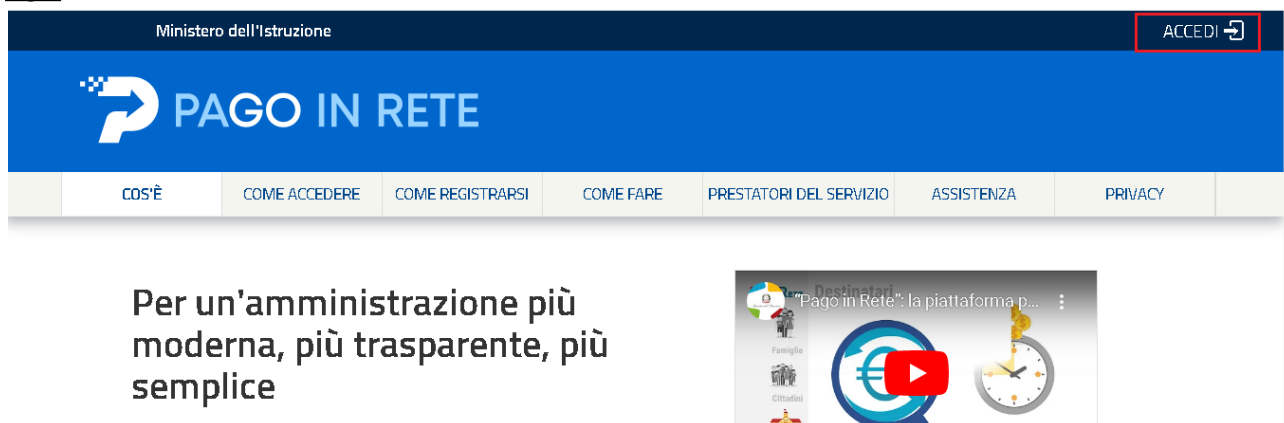 Ministero dell'Istruzione
ACCEDI
PAGO IN RETE
COS'È
COME ACCEDERE
COME REGISTRARSI
COME FARE
PRESTATORI DEL SERVIZIO
ASSISTENZA
PRIVACY
Per un'amministrazione più
moderna, più trasparente, più
semplice
"Pago in Rete": la piattaforma p...
Destinatari
Famiglie
Cittadini